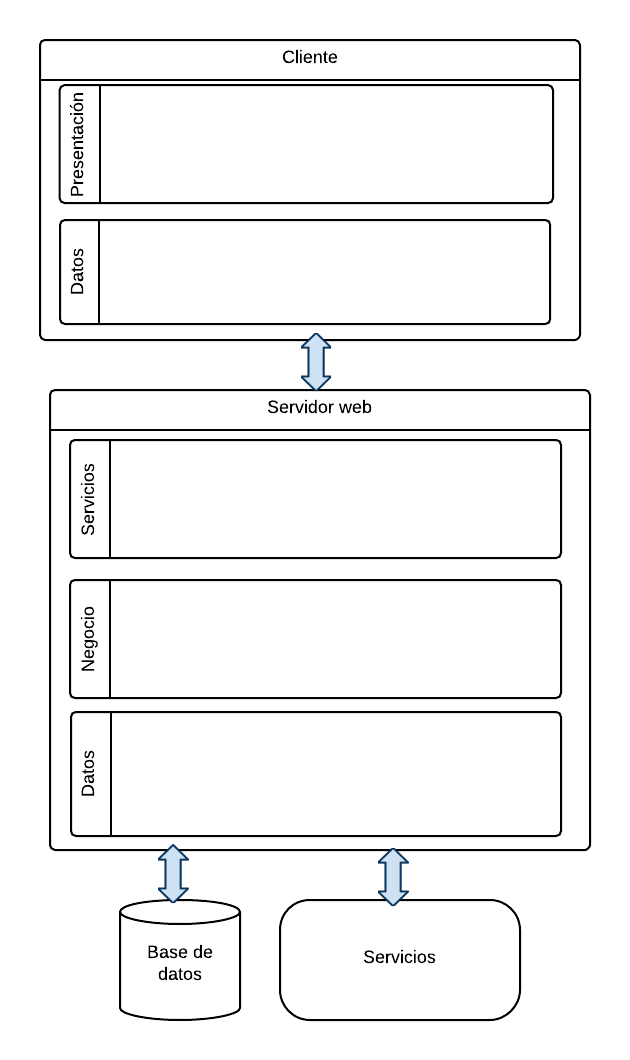 Cliente
Presentación
Datos
Servidor web
Servicios
Negocio
Datos
Base de
datos
Servicios